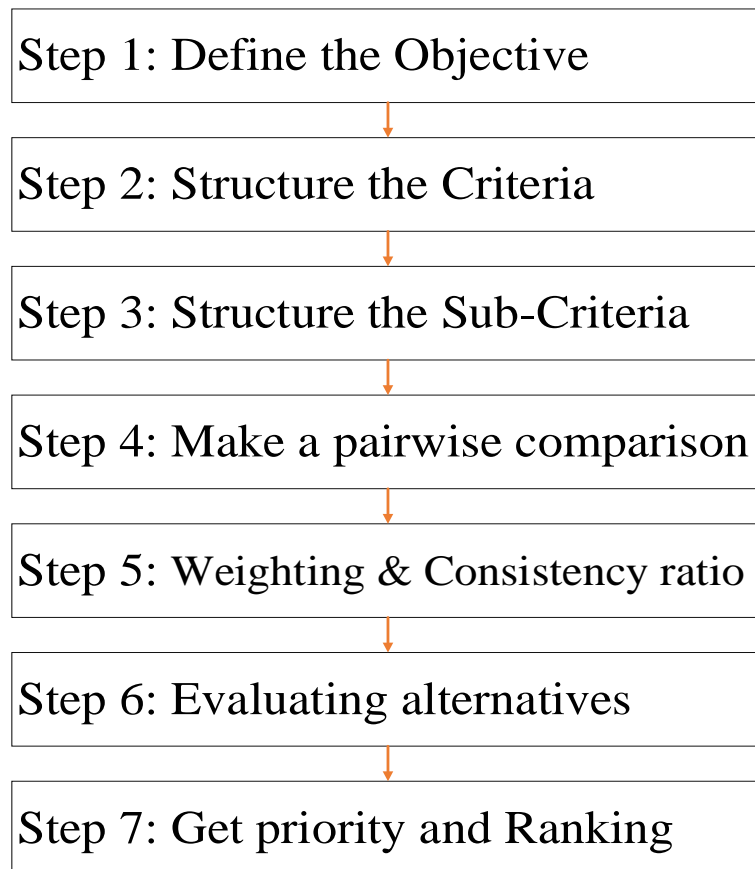 Step 1: Define the Objective
Step 2: Structure the Criteria
Step 3: Structure the Sub-Criteria
Step 4: Make a pairwise comparison
Step 5: Weighting & Consistency ratio
Step 6: Evaluating alternatives
Step 7: Get priority and Ranking